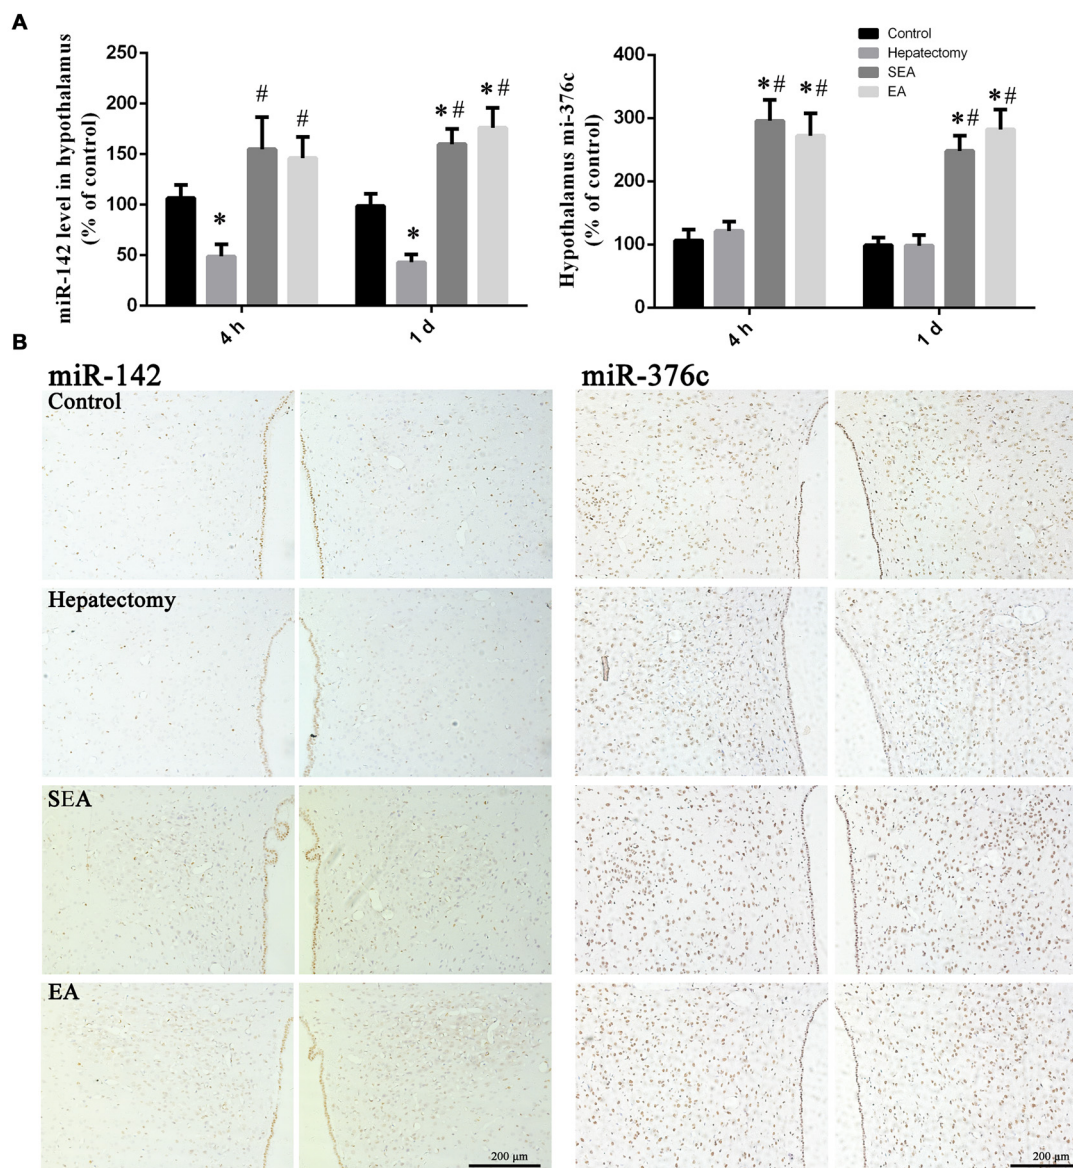 A
miR-142 level in hypothalamus
(% of control)
250
200
150
100
50
0
*
#
#
*
* #
* #
4 h
1 d
Hypothalamus mi-376c
(% of control)
400
300
200
100
0
*#
*#
*#
*#
4 h
1 d
Control
Hepatectomy
SEA
EA
B
miR-142
miR-376c
Control
Hepatectomy
SEA
EA
200 μm
200 μm